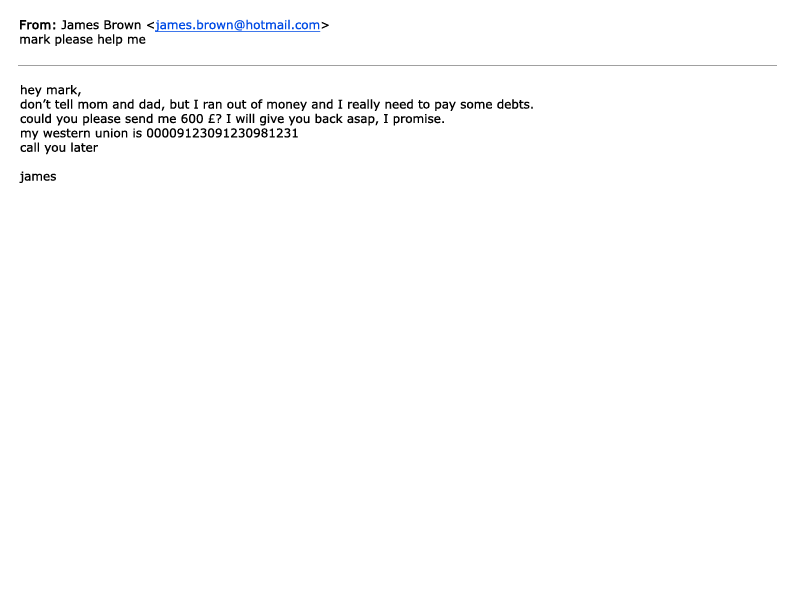 From: James Brown <james.brown@hotmail.com>
mark please help me
hey mark,
don't tell mom and dad, but I ran out of money and I really need to pay some debts.
could you please send me 600 £? I will give you back asap, I promise.
my western union is 00009123091230981231
call you later
james